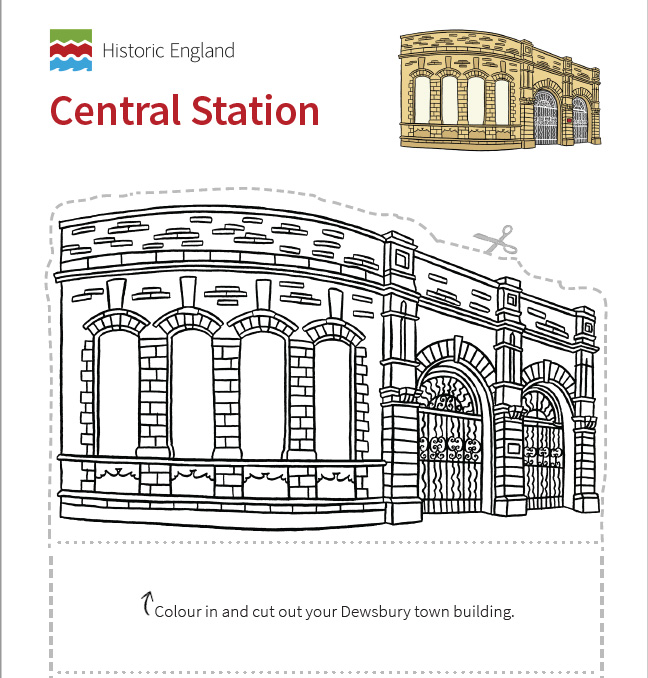 Historic England
Central Station
Colour in and cut out your Dewsbury town building.